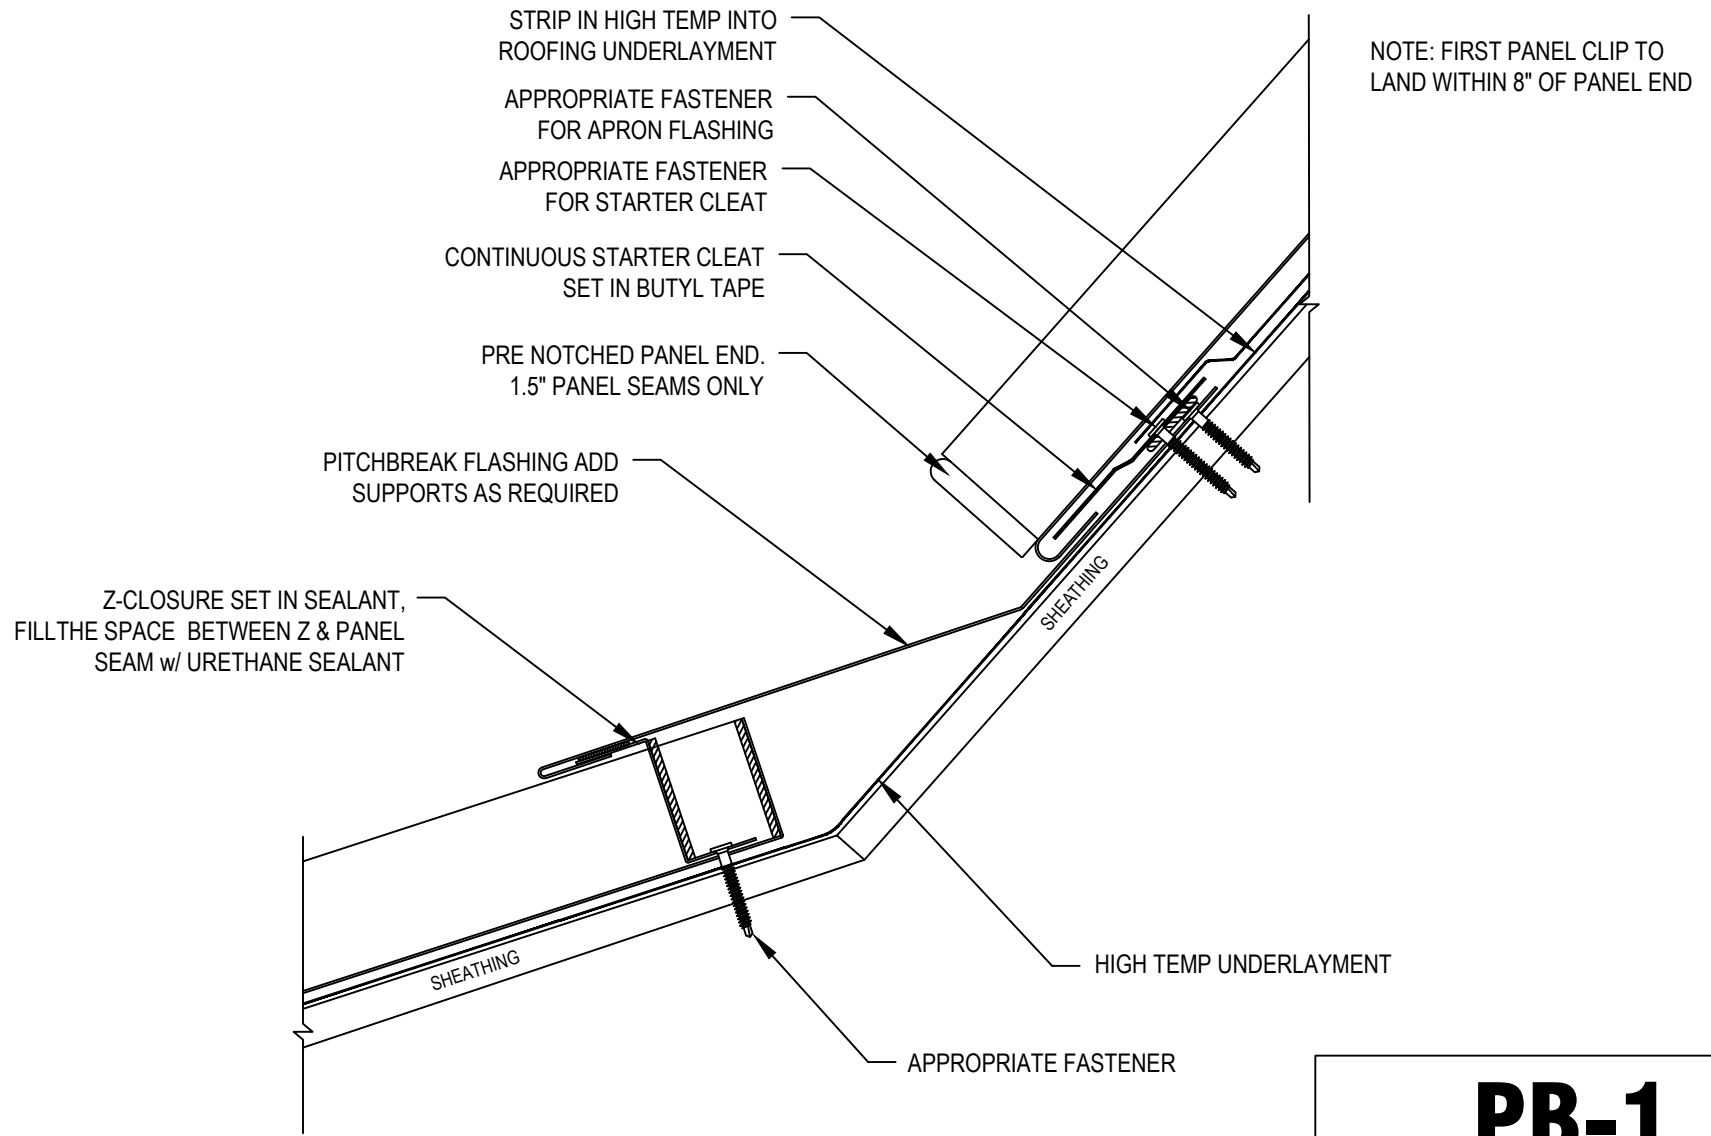 STRIP IN HIGH TEMP INTO
ROOFING UNDERLAYMENT
NOTE: FIRST PANEL CLIP TO
LAND WITHIN 8" OF PANEL END
APPROPRIATE FASTENER
FOR APRON FLASHING
APPROPRIATE FASTENER
FOR STARTER CLEAT
CONTINUOUS STARTER CLEAT
SET IN BUTYL TAPE
PRE NOTCHED PANEL END.
1.5" PANEL SEAMS ONLY
PITCHBREAK FLASHING ADD
SUPPORTS AS REQUIRED
SHEATHING
Z-CLOSURE SET IN SEALANT,
FILLTHE SPACE BETWEEN Z & PANEL
SEAM w/ URETHANE SEALANT
SHEATHING
HIGH TEMP UNDERLAYMENT
APPROPRIATE FASTENER
PB-1